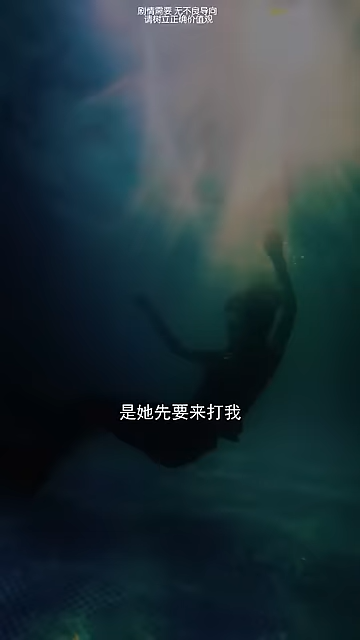 剧情需要 无不良导向
请树立正确价值观
是她先要来打我